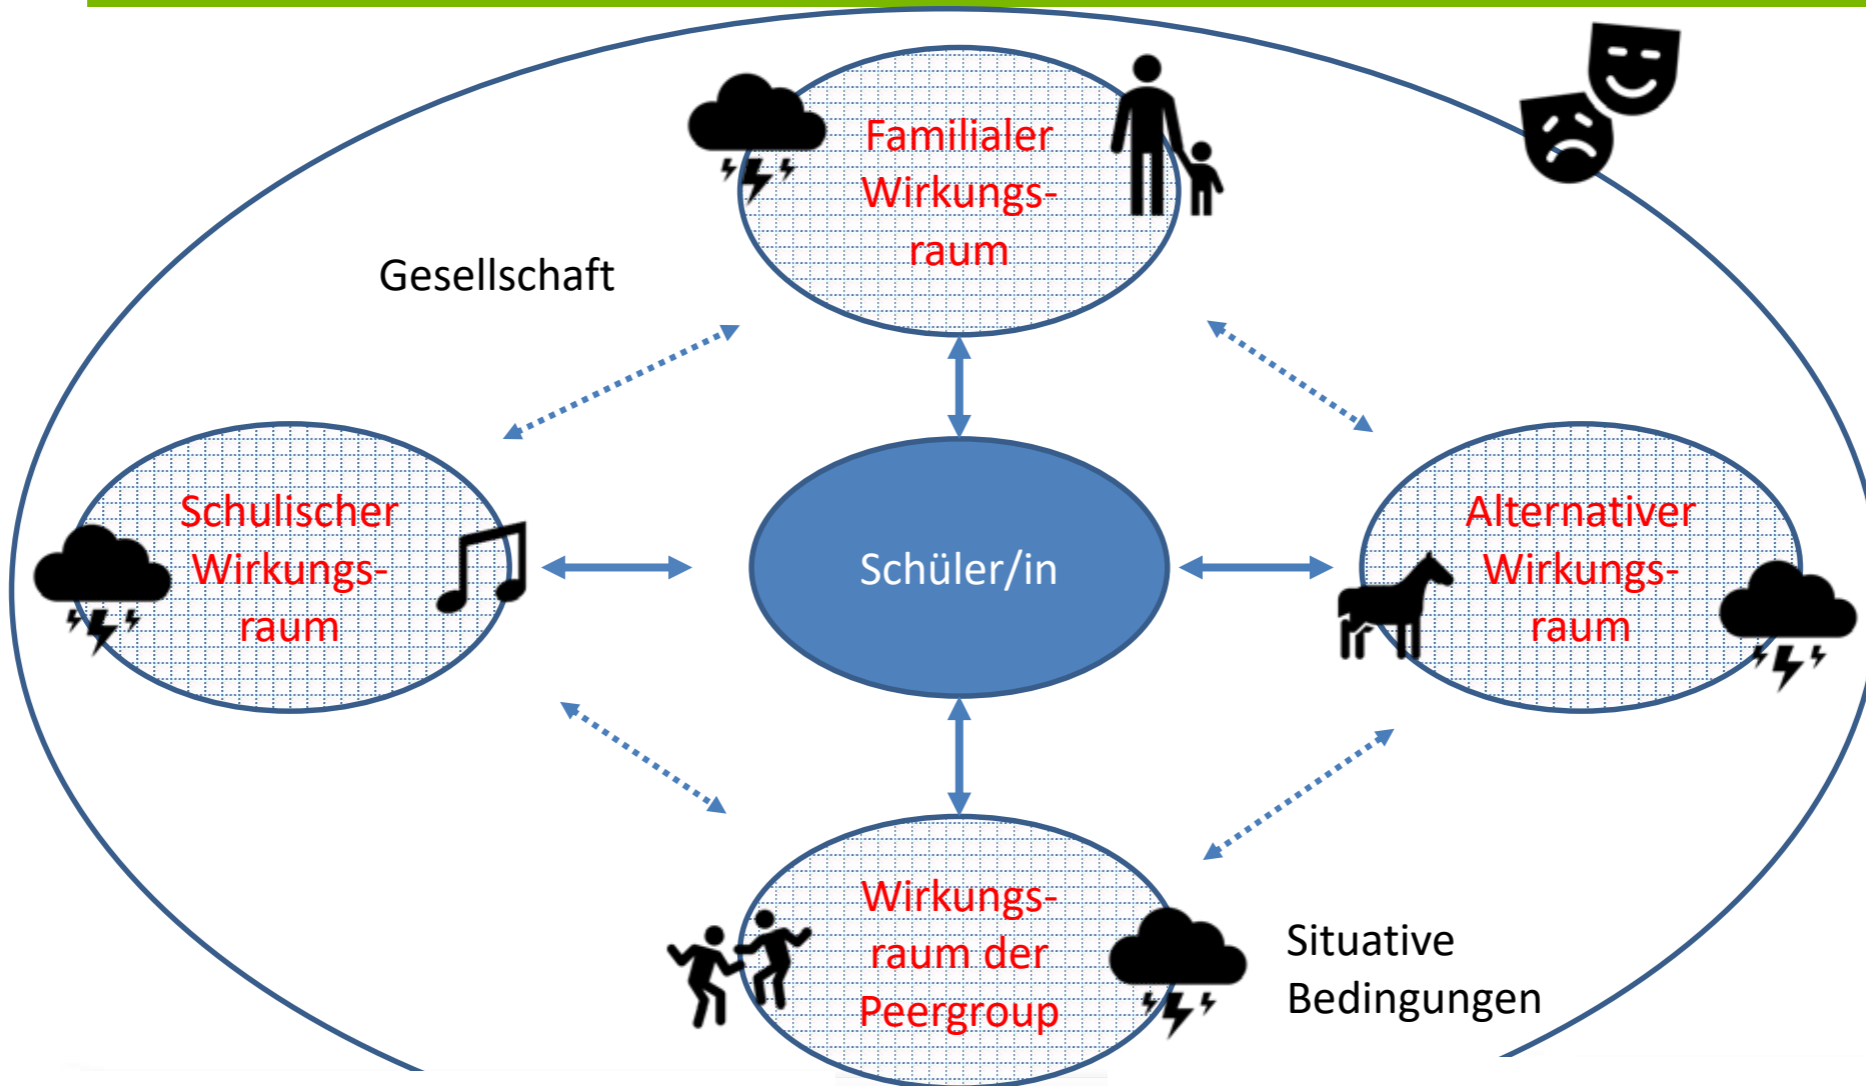 Familialer
Wirkungs-
raum
Gesellschaft
Schulischer
Wirkungs-
raum
Schüler/in
Alternativer
Wirkungs-
raum
Wirkungs-
raum der
Peergroup
Situative
Bedingungen